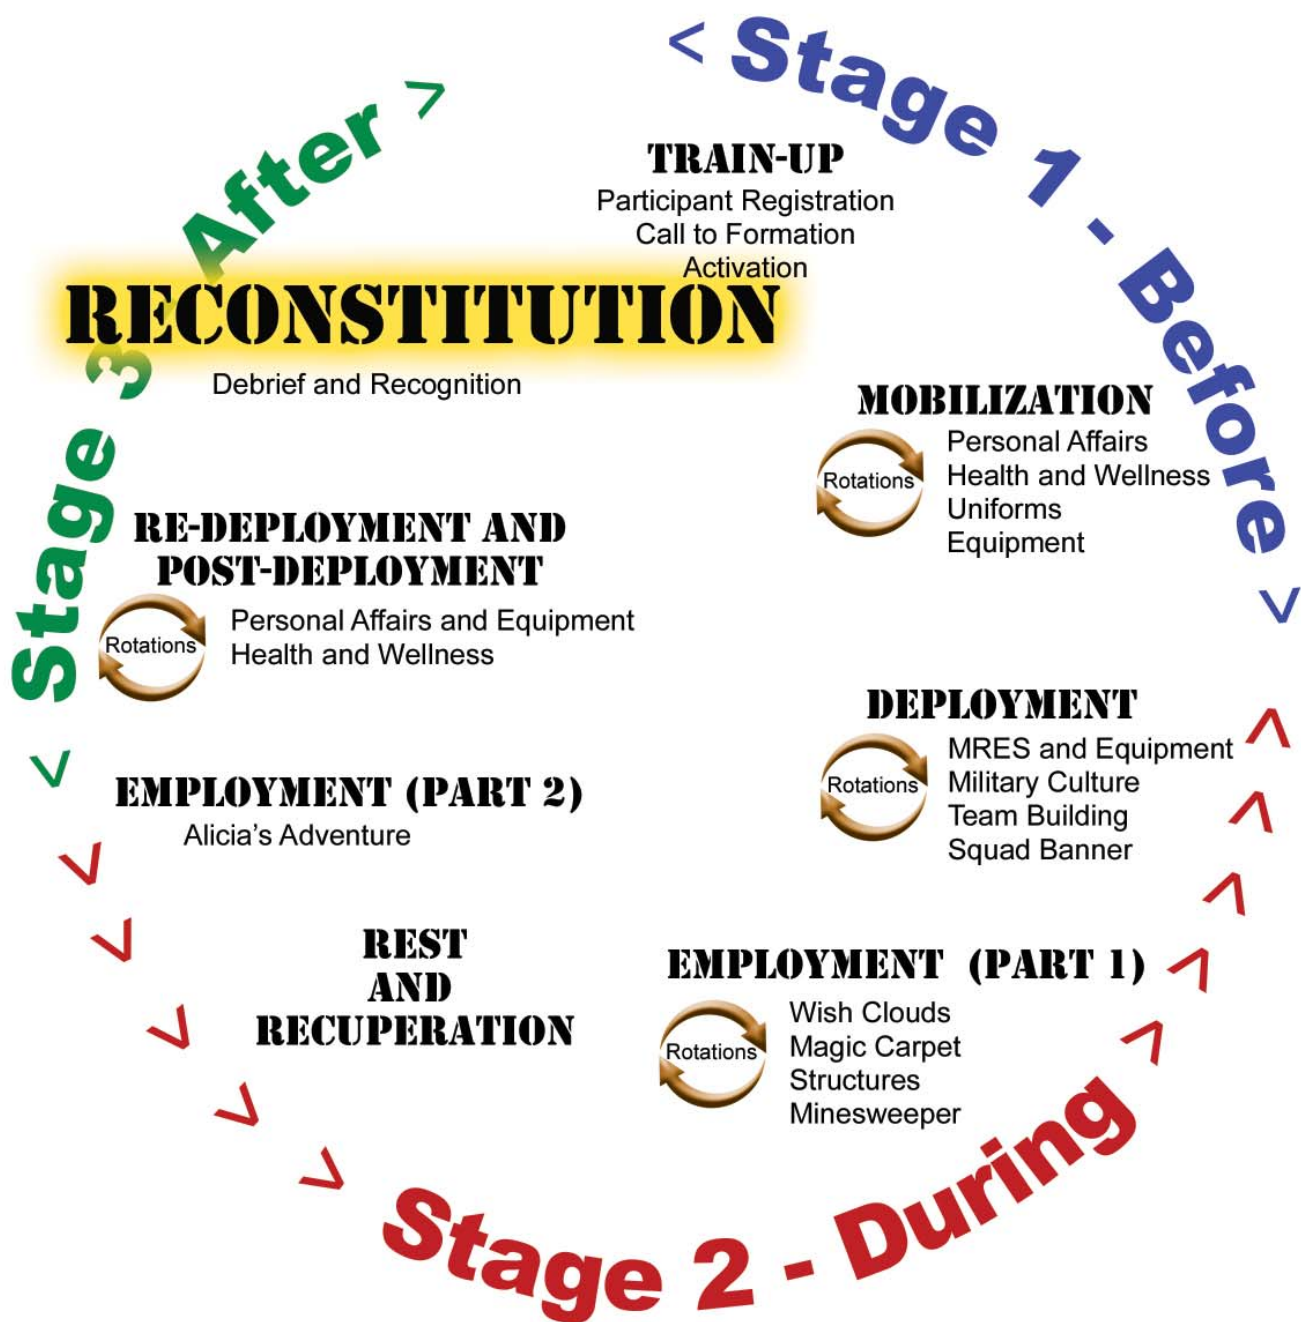 < Stage 1 - Before >
TRAIN-UP
Participant Registration
Call to Formation
Activation
MOBILIZATION
Rotations
Personal Affairs
Health and Wellness
Uniforms
Equipment
DEPLOYMENT
Rotations
MRES and Equipment
Military Culture
Team Building
Squad Banner
EMPLOYMENT (PART 1)
Rotations
Wish Clouds
Magic Carpet
Structures
Minesweeper
< < < < < Stage 2 - During > > > > >
REST
AND
RECUPERATION
EMPLOYMENT (PART 2)
Alicia's Adventure
< Stage 3 After >
RE-DEPLOYMENT AND
POST-DEPLOYMENT
Rotations
Personal Affairs and Equipment
Health and Wellness
RECONSTITUTION
Debrief and Recognition